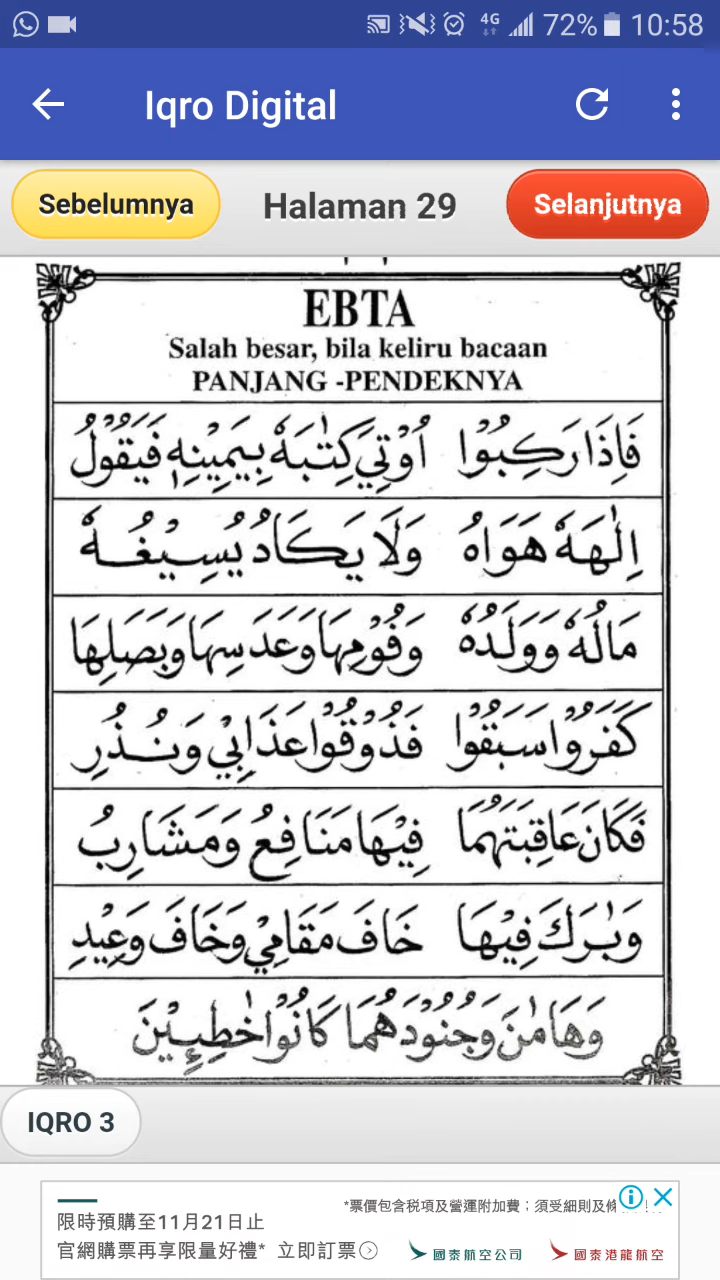 4G 72% 10:58
Iqro Digital
Sebelumnya Halaman 29 Selanjutnya
EBTA
Salah besar, bila keliru bacaan
PANJANG -PENDEKNYA
فَاِذَا رَكِبُوْا اُوْتِيَ كِتٰبَهٗ بِيَمِيْنِهٖ فَيَقُوْلُ
اِلٰهَهٗ هَوَاهُ وَلَا يَكَادُ يُسِيْغُهٗ
مَالُهٗ وَوَلَدُهٗ وَفُوْمِهَا وَعَدَسِهَا وَبَصَلِهَا
كَفَرُوْا سَبَقُوْا فَذُوْقُوْا عَذَابِيْ وَنُذُرِ
فَكَانَ عَاقِبَتَهُمَا فِيْهَا مَنَافِعُ وَمَشَارِبُ
وَبٰرَكَ فِيْهَا خَافَ مَقَامِيْ وَخَافَ وَعِيْدِ
وَهَامٰنَ وَجُنُوْدَهُمَا كَانُوْا خٰطِـِٕيْنَ
IQRO 3
*票價包含稅項及營運附加費；須受細則及條
限時預購至11月21日止
官網購票再享限量好禮* 立即訂票
國泰航空公司 國泰港龍航空